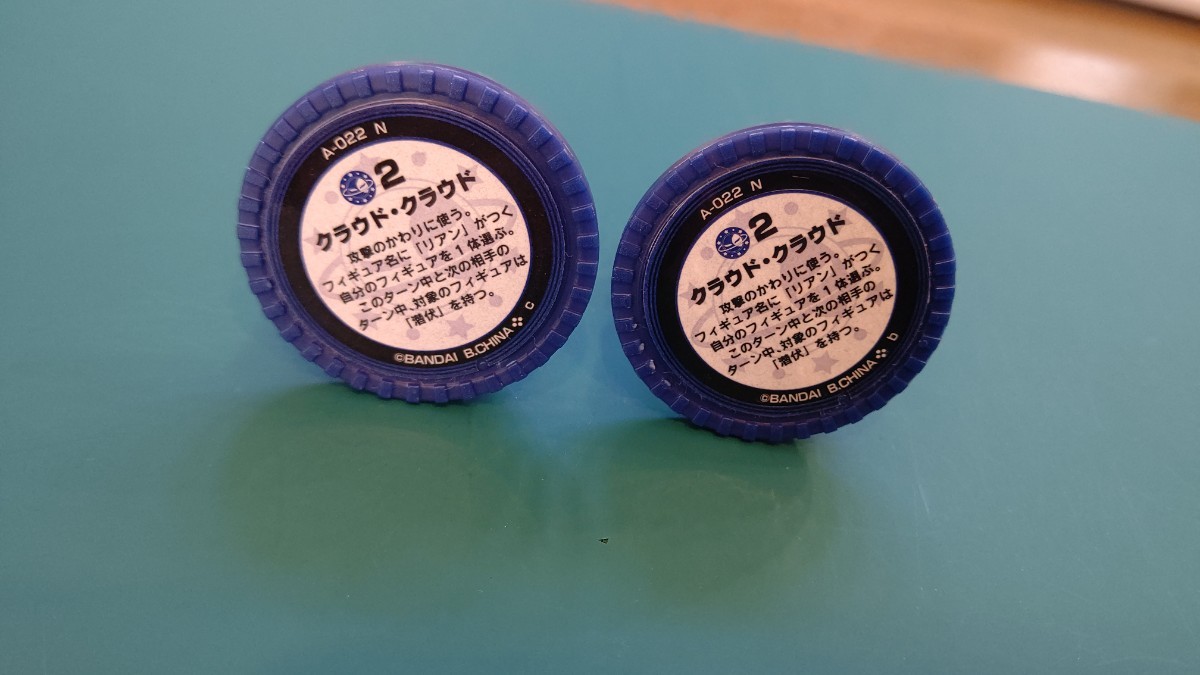 A-022 N
2
クラウド・クラウド
攻撃のかわりに使う。
フィギュア名に「リアン」がつく
自分のフィギュアを1体選ぶ。
このターン中と次の相手の
ターン中、対象のフィギュアは
「潜伏」を持つ。
©BANDAI B.CHINA c
A-022 N
2
クラウド・クラウド
攻撃のかわりに使う。
フィギュア名に「リアン」がつく
自分のフィギュアを1体選ぶ。
このターン中と次の相手の
ターン中、対象のフィギュアは
「潜伏」を持つ。
©BANDAI B.CHINA b